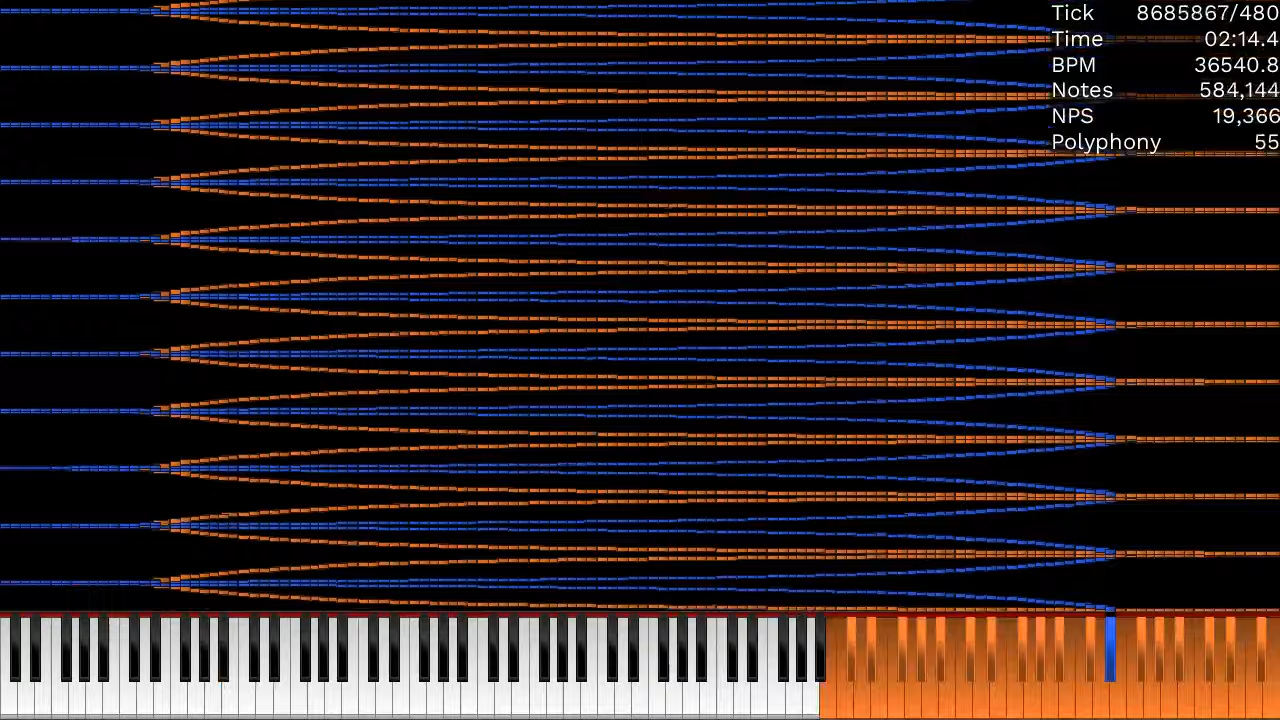 Tick 8685867/480
Time 02:14.4
BPM 36540.8
Notes 584,144
NPS 19,366
Polyphony 55